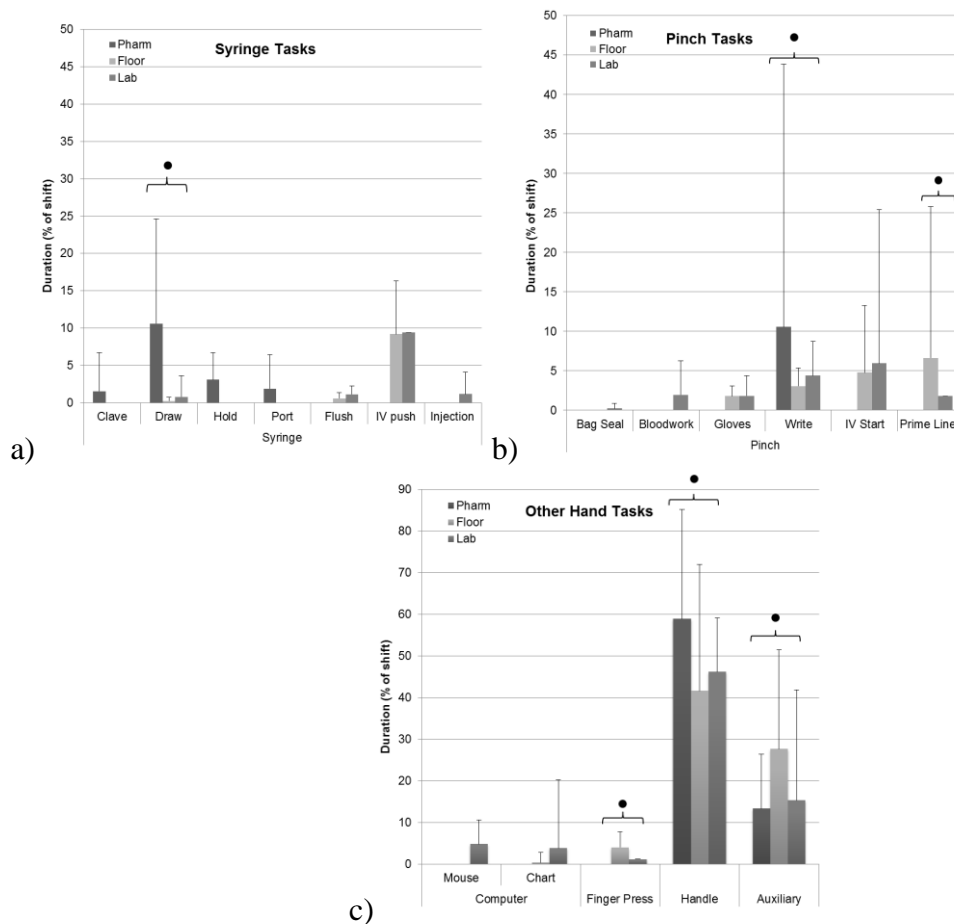 50
45
40
35
30
25
20
15
10
5
0
Duration (% of shift)
Pharm
Floor
Lab
Syringe Tasks
Clave Draw Hold Port Flush IV push Injection
Syringe
a)
50
45
40
35
30
25
20
15
10
5
0
Duration (% of shift)
Pharm
Floor
Lab
Pinch Tasks
Bag Seal Bloodwork Gloves Write IV Start Prime Line
Pinch
b)
90
80
70
60
50
40
30
20
10
0
Duration (% of shift)
Pharm
Floor
Lab
Other Hand Tasks
Mouse Chart
Computer Finger Press Handle Auxiliary
c)